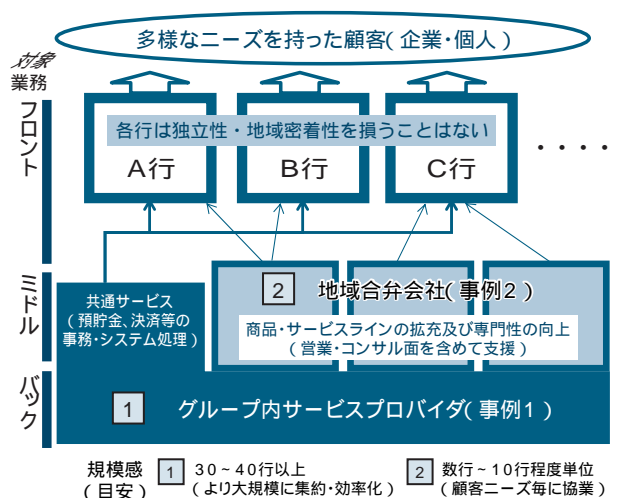 多様なニーズを持った顧客(企業・個人)
対象
業務
フロント
各行は独立性・地域密着性を損うことはない
A行
B行
C行
・・・・
ミドル
共通サービス
(預貯金、決済等の
事務・システム処理)
2 地域合弁会社(事例2)
商品・サービスラインの拡充及び専門性の向上
(営業・コンサル面を含めて支援)
バック
1 グループ内サービスプロバイダ(事例1)
規模感
(目安)
1 30~40行以上
(より大規模に集約・効率化)
2 数行~10行程度単位
(顧客ニーズ毎に協業)